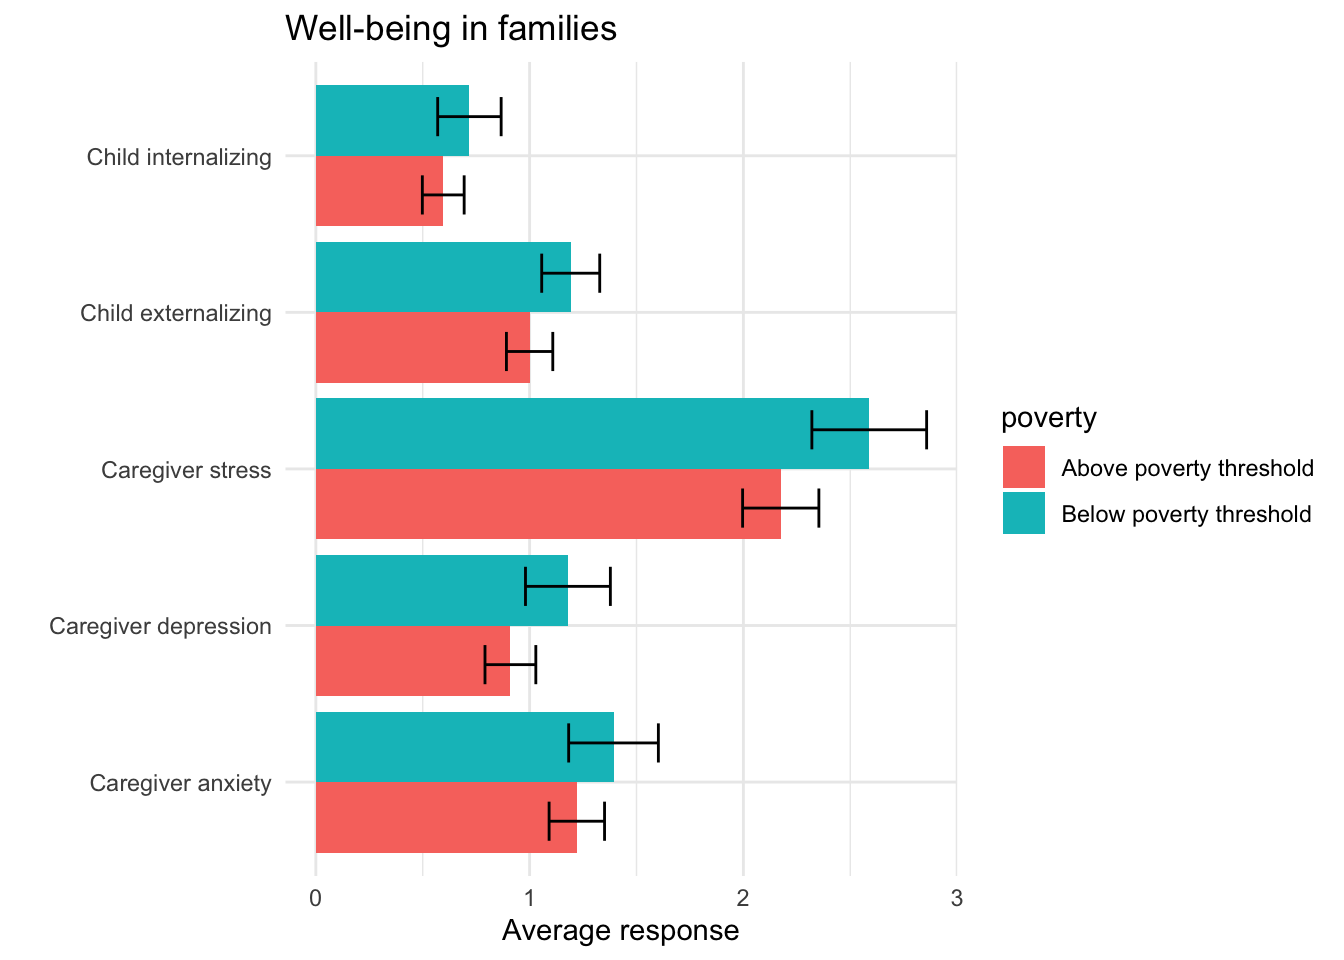 Well-being in families
Child internalizing
Child externalizing
Caregiver stress
Caregiver depression
Caregiver anxiety
0 1 2 3
Average response
poverty
Above poverty threshold
Below poverty threshold